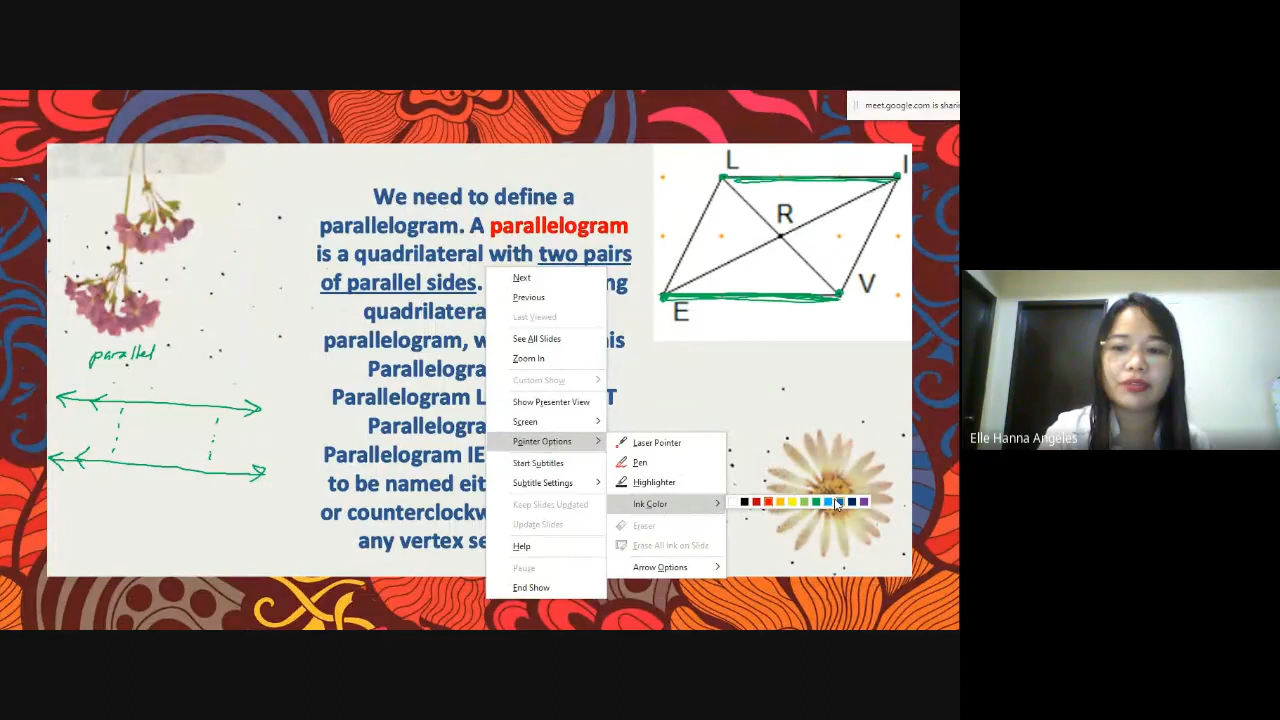 meet.google.com is sharin
L
I
R
V
E
We need to define a
parallelogram. A parallelogram
is a quadrilateral with two pairs
of parallel sides. ng
quadrilatera
parallelogram, w his
Parallelogra
Parallelogram L T
Parallelogra
Parallelogram IE
to be named eit
or counterclockw
any vertex se
parallel
Next
Previous
Last Viewed
See All Slides
Zoom In
Custom Show
Show Presenter View
Screen
Pointer Options
Start Subtitles
Subtitle Settings
Keep Slides Updated
Update Slides
Help
Pause
End Show
Laser Pointer
Pen
Highlighter
Ink Color
Eraser
Erase All Ink on Slide
Arrow Options
Elle Hanna Angeles